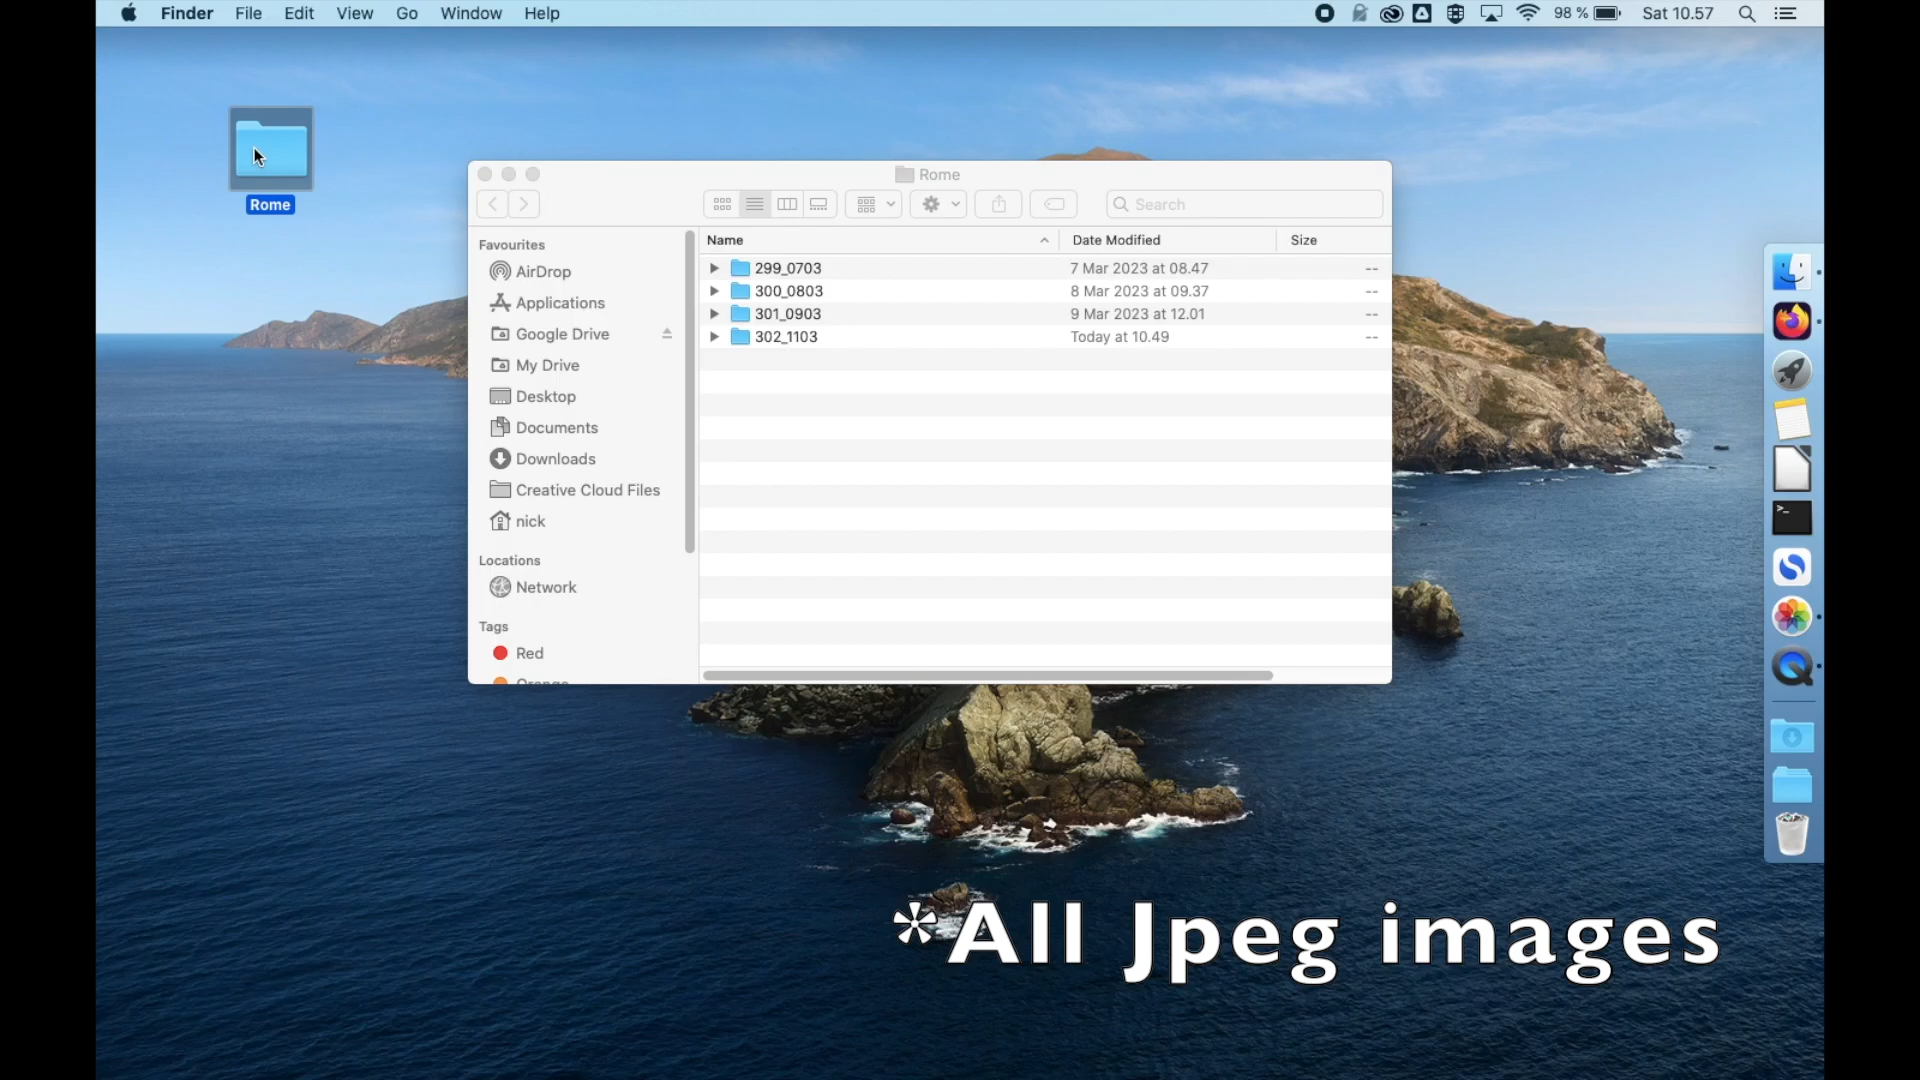 Finder File Edit View Go Window Help 98 % Sat 10.57
Rome
Rome
Search
Favourites
AirDrop
Applications
Google Drive
My Drive
Desktop
Documents
Downloads
Creative Cloud Files
nick
Locations
Network
Tags
Red
Orange
Name Date Modified Size
299_0703 7 Mar 2023 at 08.47 --
300_0803 8 Mar 2023 at 09.37 --
301_0903 9 Mar 2023 at 12.01 --
302_1103 Today at 10.49 --
*All Jpeg images